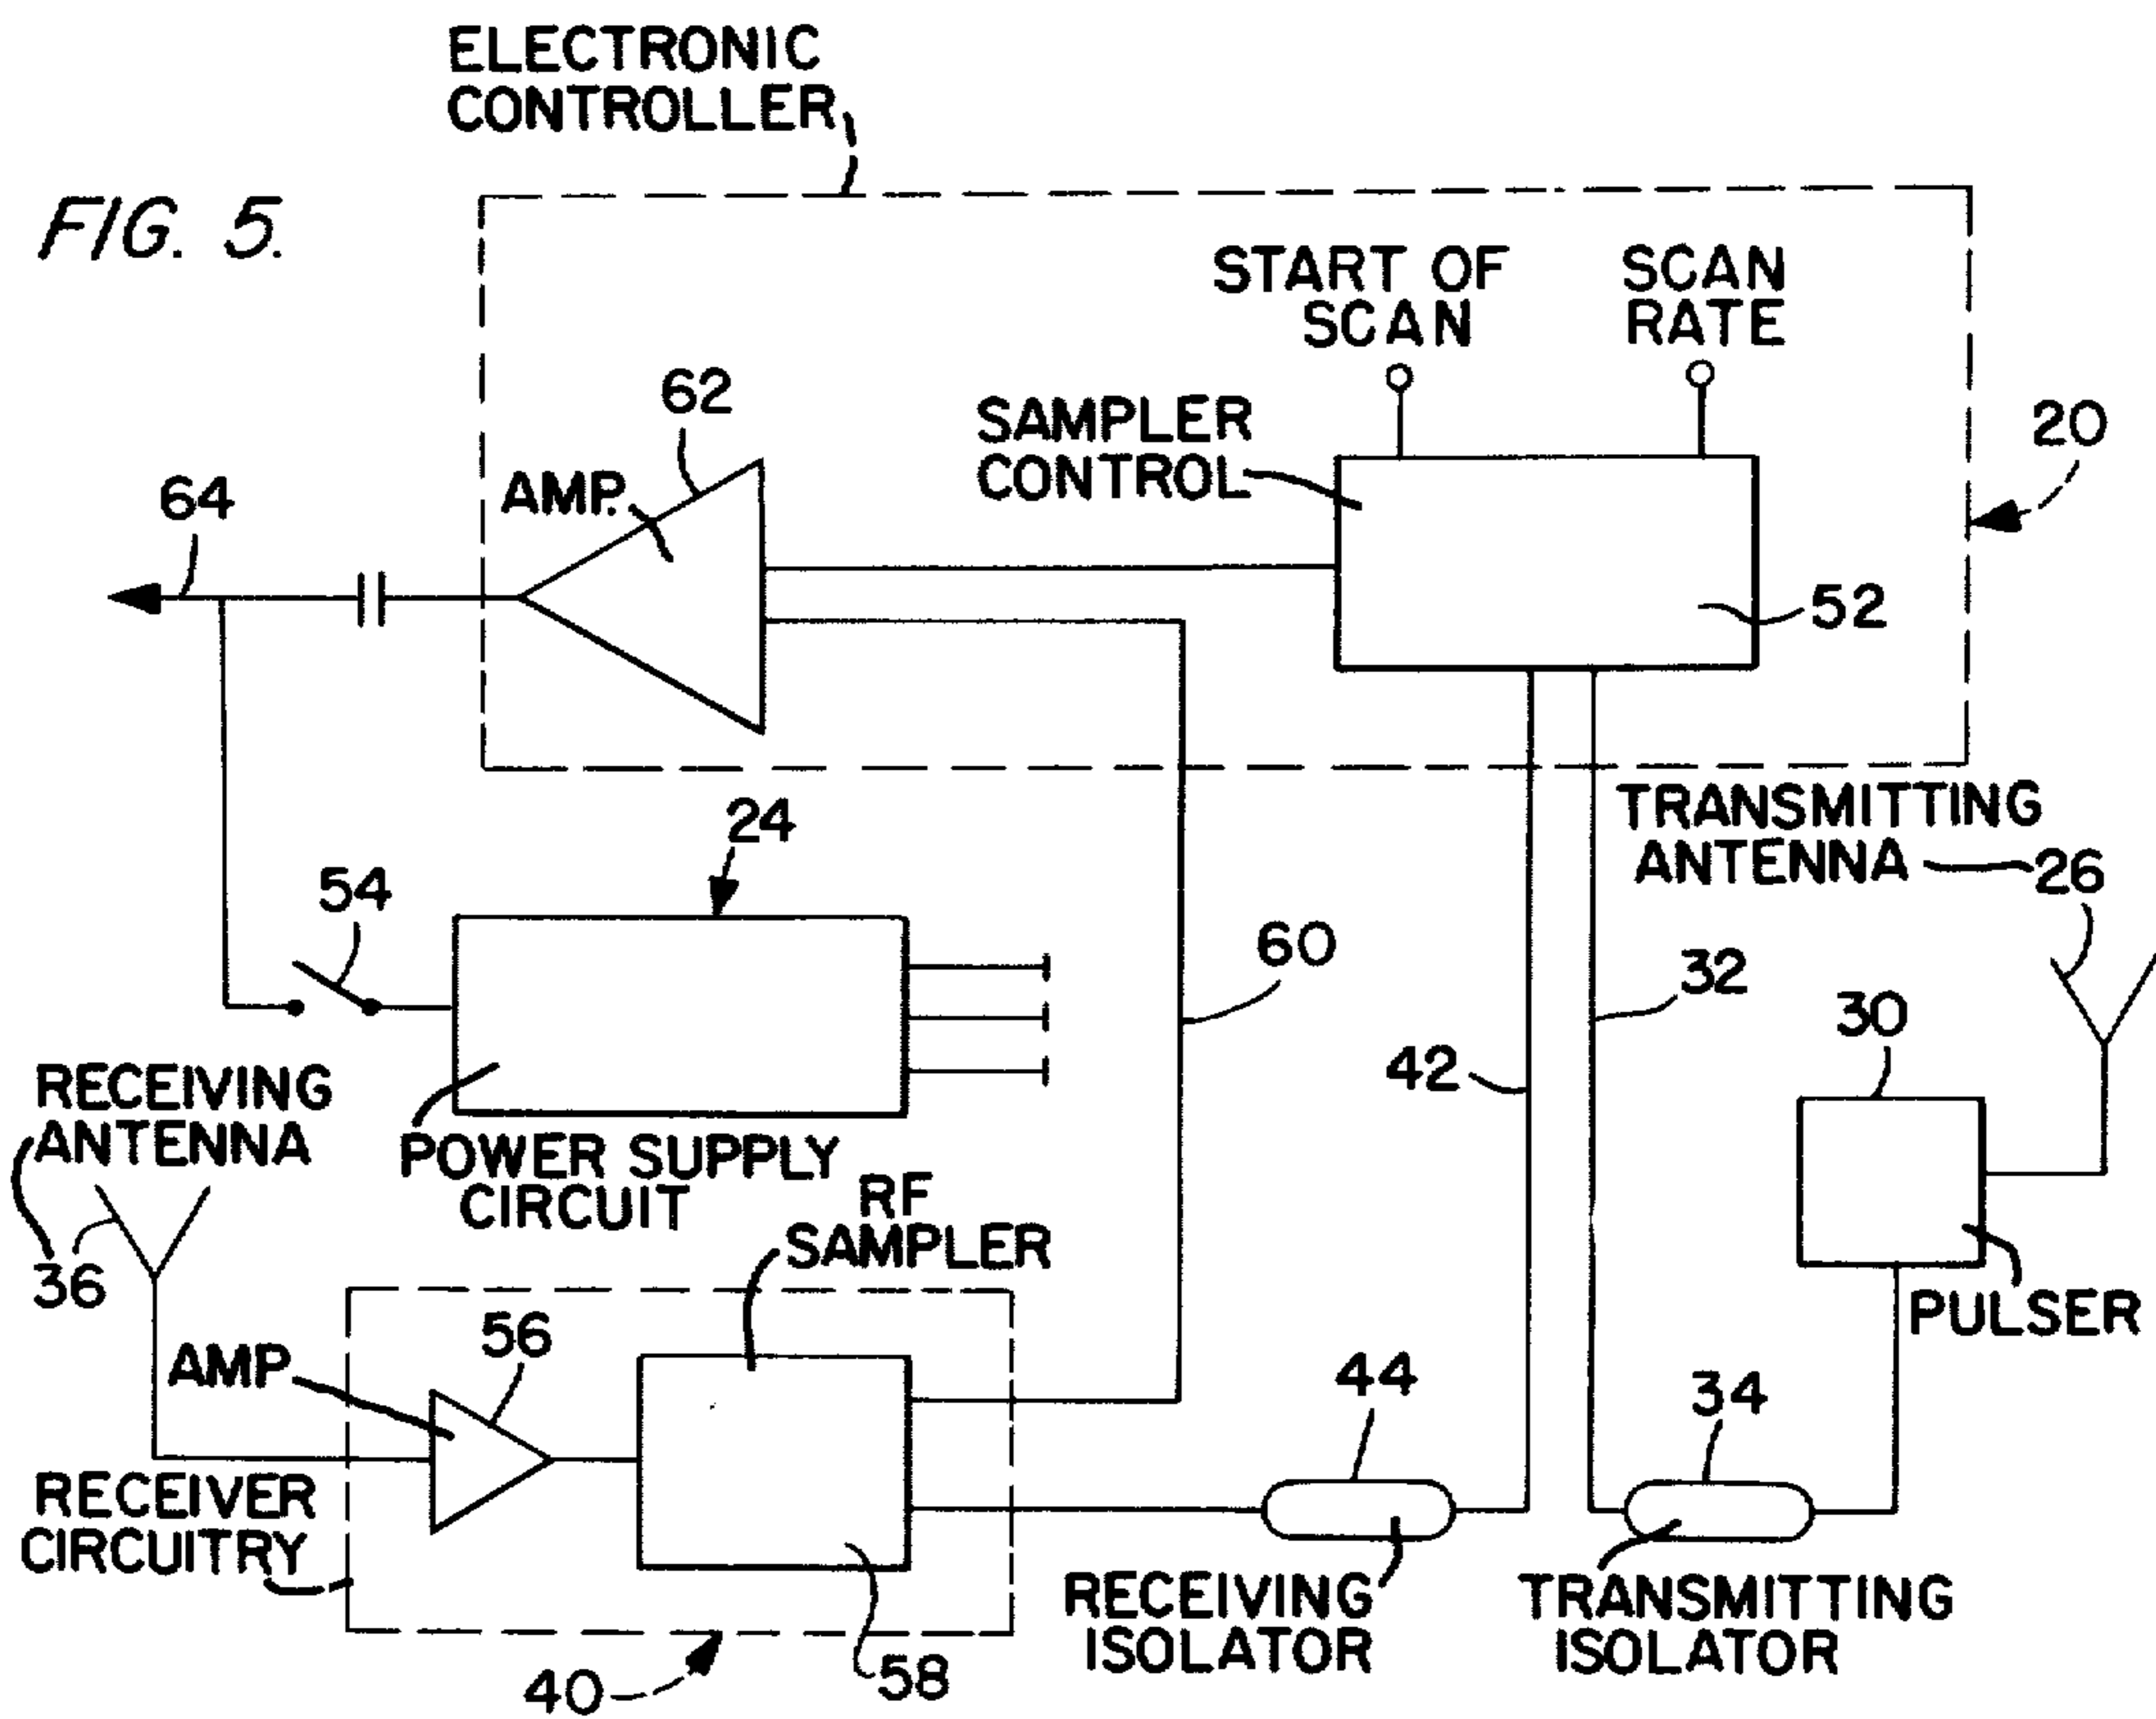 ELECTRONIC
CONTROLLER
FIG. 5.
START OF
SCAN
SCAN
RATE
62
SAMPLER
CONTROL
20
64
AMP.
52
24
TRANSMITTING
ANTENNA
26
54
60
32
30
42
RECEIVING
ANTENNA
POWER SUPPLY
CIRCUIT
RF
SAMPLER
36
PULSER
56
AMP
44
34
RECEIVER
CIRCUITRY
RECEIVING
ISOLATOR
TRANSMITTING
ISOLATOR
40
58